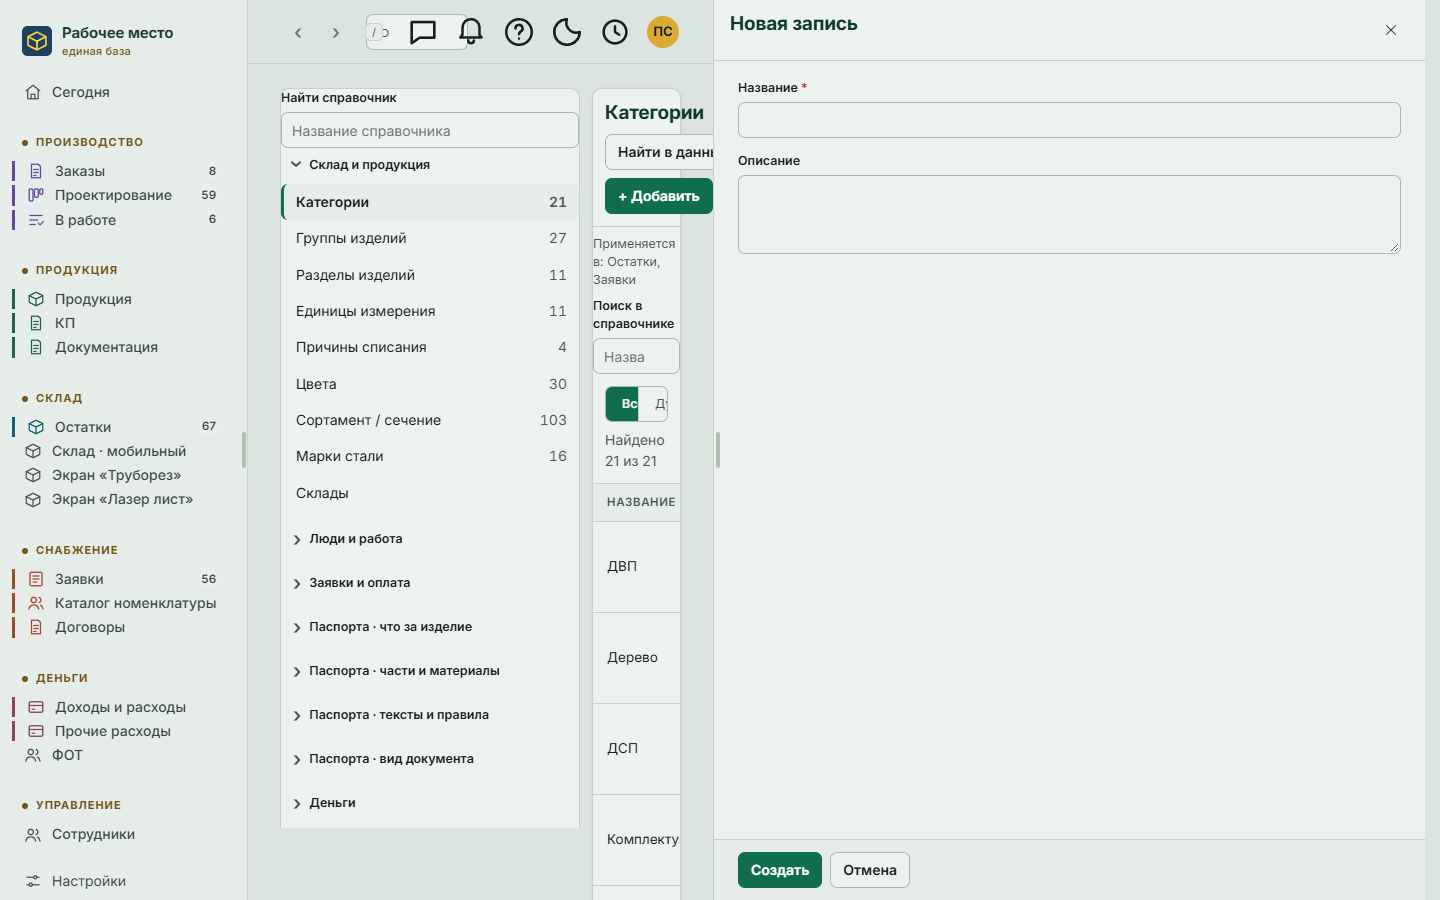 Рабочее место
единая база
Сегодня
ПРОИЗВОДСТВО
Заказы 8
Проектирование 59
В работе 6
ПРОДУКЦИЯ
Продукция
КП
Документация
СКЛАД
Остатки 67
Склад · мобильный
Экран «Труборез»
Экран «Лазер лист»
СНАБЖЕНИЕ
Заявки 56
Каталог номенклатуры
Договоры
ДЕНЬГИ
Доходы и расходы
Прочие расходы
ФОТ
УПРАВЛЕНИЕ
Сотрудники
Настройки
/
ПС
Найти справочник
Название справочника
Склад и продукция
Категории 21
Группы изделий 27
Разделы изделий 11
Единицы измерения 11
Причины списания 4
Цвета 30
Сортамент / сечение 103
Марки стали 16
Склады
Люди и работа
Заявки и оплата
Паспорта · что за изделие
Паспорта · части и материалы
Паспорта · тексты и правила
Паспорта · вид документа
Деньги
Категории
Найти в данн
+ Добавить
Применяется
в: Остатки,
Заявки
Поиск в
справочнике
Назва
Вс
Найдено
21 из 21
НАЗВАНИЕ
ДВП
Дерево
ДСП
Комплекту
Новая запись
Название *
Описание
Создать
Отмена